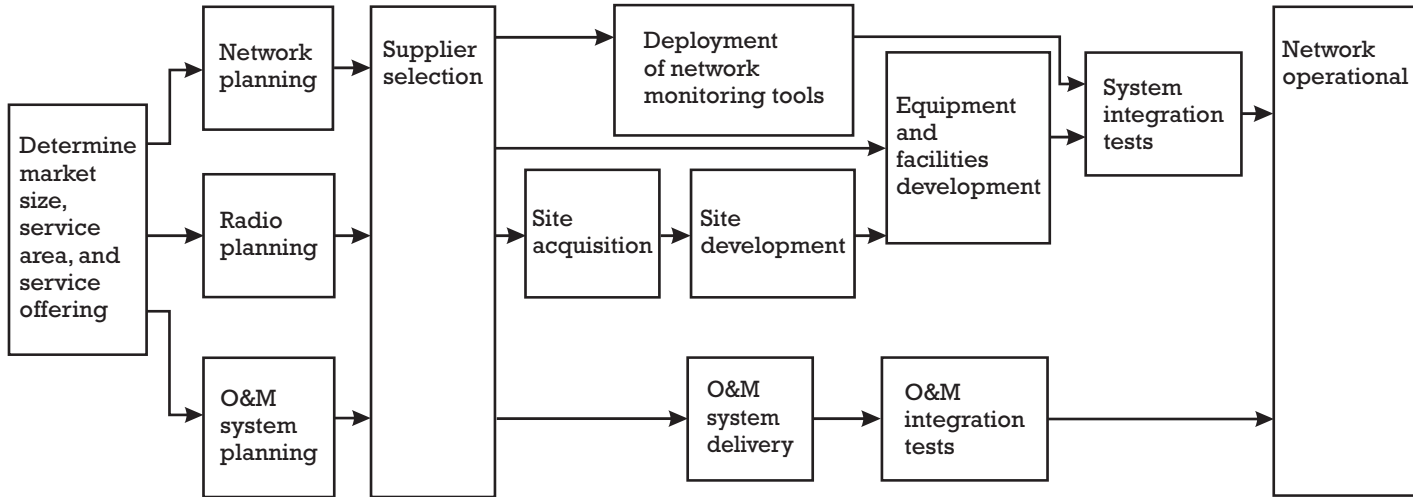 Determine
market
size,
service
area, and
service
offering
Network
planning
Radio
planning
O&M
system
planning
Supplier
selection
Deployment
of network
monitoring tools
Site
acquisition
Site
development
Equipment
and
facilities
development
O&M
system
delivery
O&M
integration
tests
System
integration
tests
Network
operational